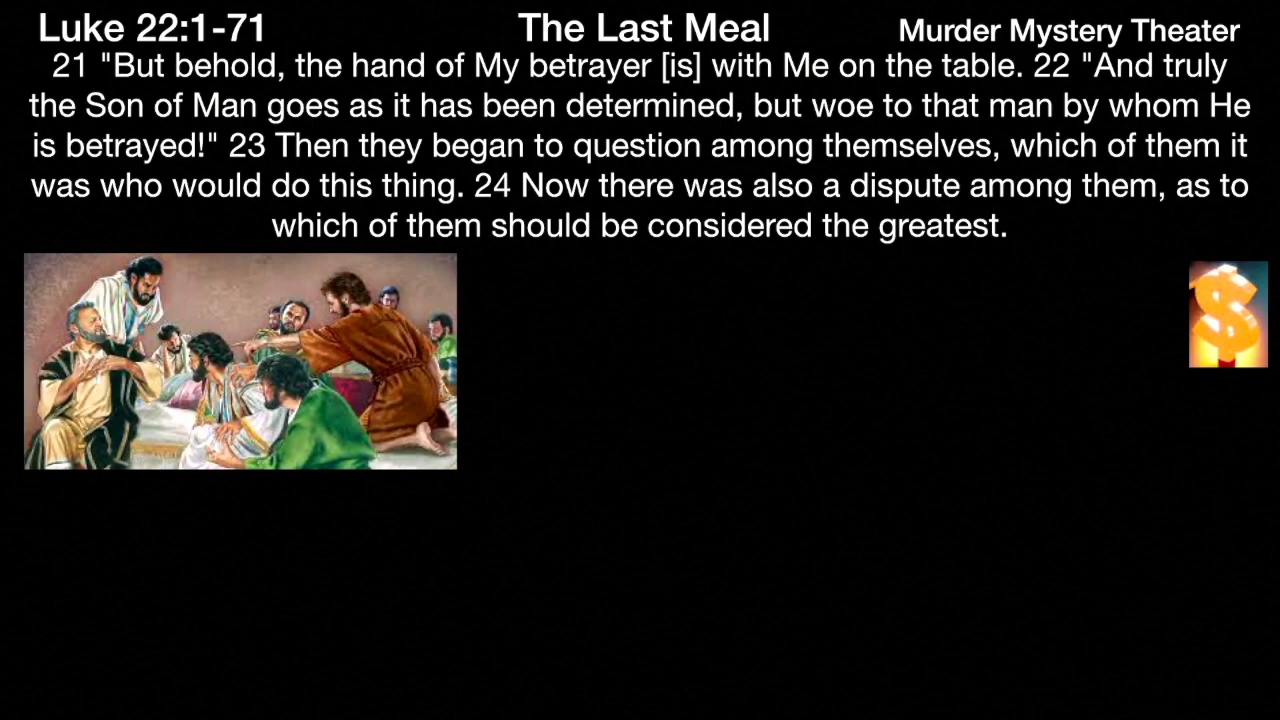 Luke 22:1-71 The Last Meal Murder Mystery Theater
21 "But behold, the hand of My betrayer [is] with Me on the table. 22 "And truly
the Son of Man goes as it has been determined, but woe to that man by whom He
is betrayed!" 23 Then they began to question among themselves, which of them it
was who would do this thing. 24 Now there was also a dispute among them, as to
which of them should be considered the greatest.
$